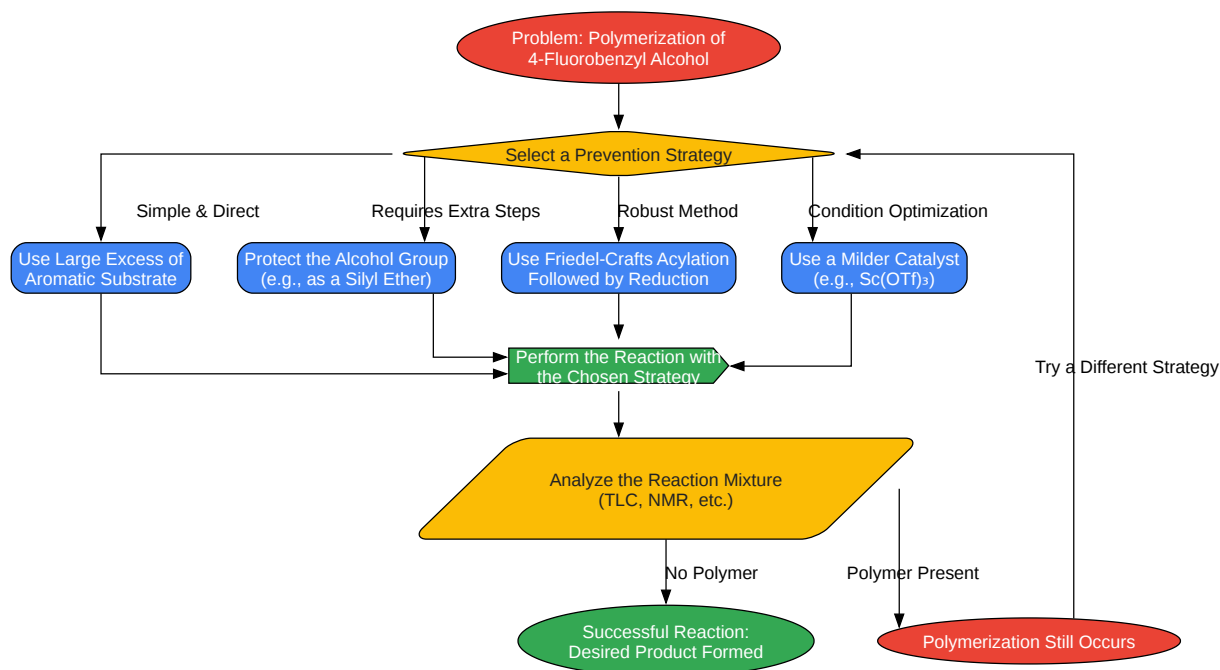 Problem: Polymerization of
4-Fluorobenzyl Alcohol
Select a Prevention Strategy
Simple & Direct
Requires Extra Steps
Robust Method
Condition Optimization
Use Large Excess of
Aromatic Substrate
Protect the Alcohol Group
(e.g., as a Silyl Ether)
Use Friedel-Crafts Acylation
Followed by Reduction
Use a Milder Catalyst
(e.g., Sc(OTf)₃)
Perform the Reaction with
the Chosen Strategy
Try a Different Strategy
Analyze the Reaction Mixture
(TLC, NMR, etc.)
No Polymer
Polymer Present
Successful Reaction:
Desired Product Formed
Polymerization Still Occurs